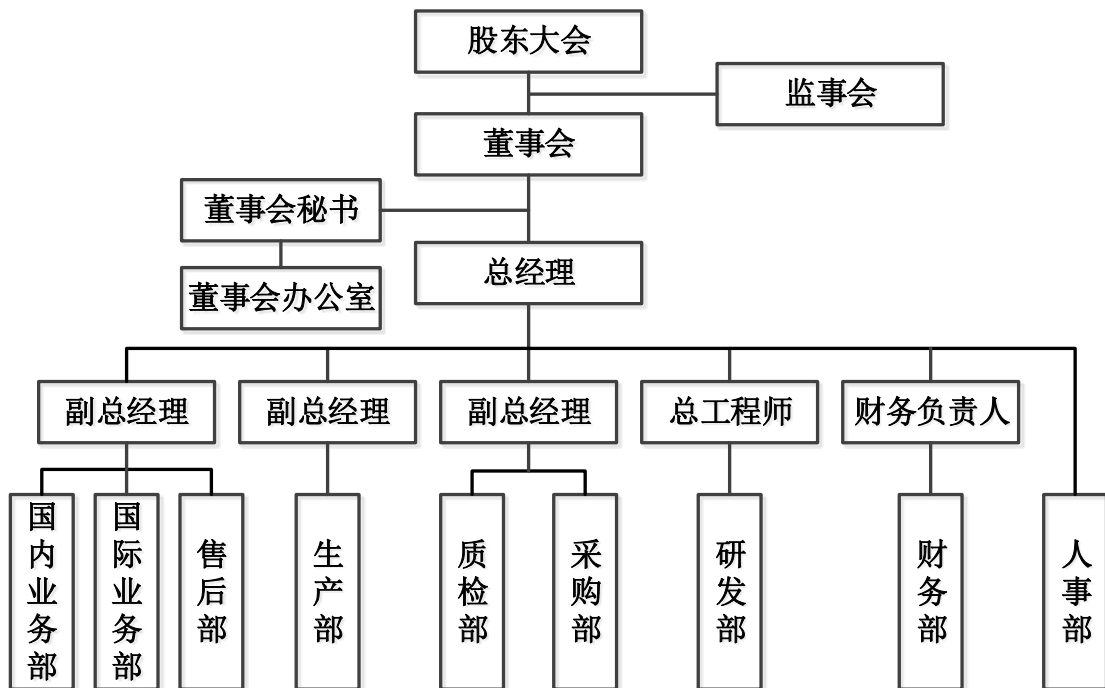 股东大会
监事会
董事会
董事会秘书
总经理
董事会办公室
副总经理
副总经理
副总经理
总工程师
财务负责人
国内业务部
国际业务部
售后部
生产部
质检部
采购部
研发部
财务部
人事部